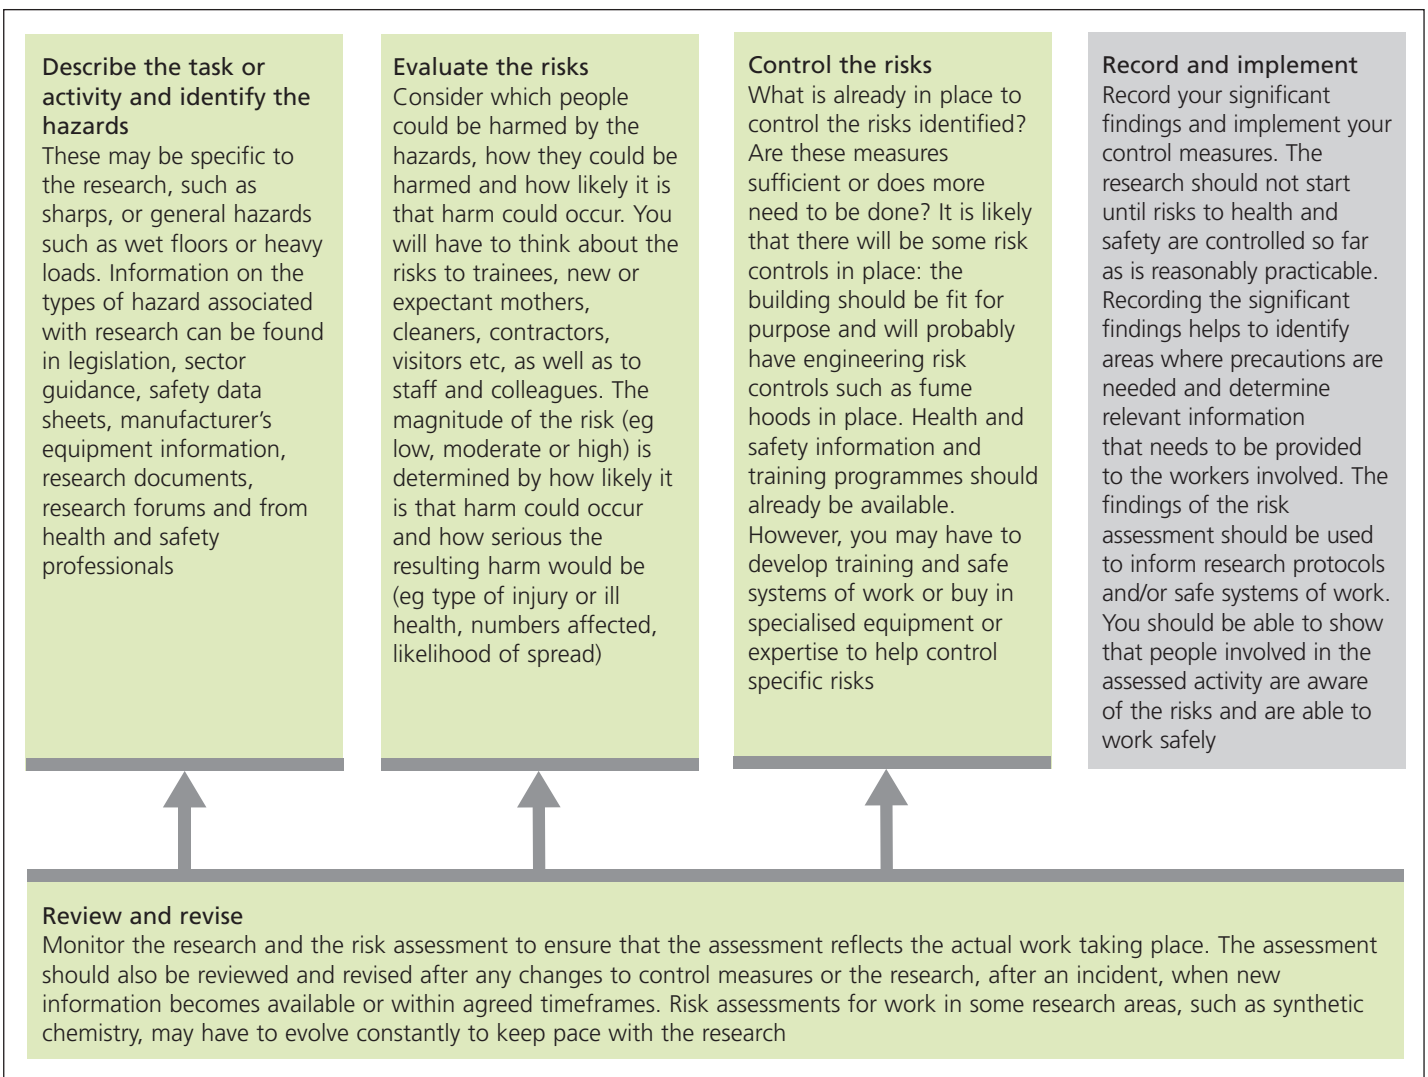 Describe the task or
activity and identify the
hazards
These may be specific to
the research, such as
sharps, or general hazards
such as wet floors or heavy
loads. Information on the
types of hazard associated
with research can be found
in legislation, sector
guidance, safety data
sheets, manufacturer’s
equipment information,
research documents,
research forums and from
health and safety
professionals
Evaluate the risks
Consider which people
could be harmed by the
hazards, how they could be
harmed and how likely it is
that harm could occur. You
will have to think about the
risks to trainees, new or
expectant mothers,
cleaners, contractors,
visitors etc, as well as to
staff and colleagues. The
magnitude of the risk (eg
low, moderate or high) is
determined by how likely it
is that harm could occur
and how serious the
resulting harm would be
(eg type of injury or ill
health, numbers affected,
likelihood of spread)
Control the risks
What is already in place to
control the risks identified?
Are these measures
sufficient or does more
need to be done? It is likely
that there will be some risk
controls in place: the
building should be fit for
purpose and will probably
have engineering risk
controls such as fume
hoods in place. Health and
safety information and
training programmes should
already be available.
However, you may have to
develop training and safe
systems of work or buy in
specialised equipment or
expertise to help control
specific risks
Record and implement
Record your significant
findings and implement your
control measures. The
research should not start
until risks to health and
safety are controlled so far
as is reasonably practicable.
Recording the significant
findings helps to identify
areas where precautions are
needed and determine
relevant information
that needs to be provided
to the workers involved. The
findings of the risk
assessment should be used
to inform research protocols
and/or safe systems of work.
You should be able to show
that people involved in the
assessed activity are aware
of the risks and are able to
work safely
Review and revise
Monitor the research and the risk assessment to ensure that the assessment reflects the actual work taking place. The assessment
should also be reviewed and revised after any changes to control measures or the research, after an incident, when new
information becomes available or within agreed timeframes. Risk assessments for work in some research areas, such as synthetic
chemistry, may have to evolve constantly to keep pace with the research